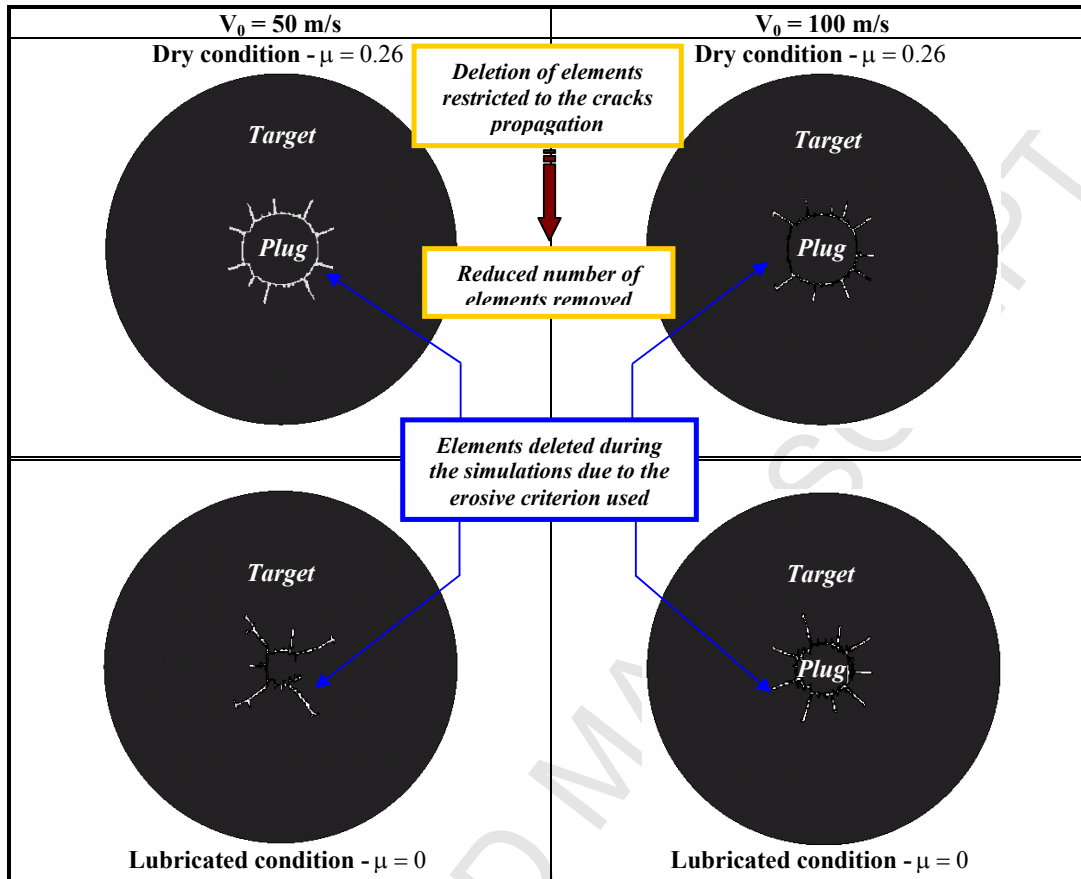 V₀ = 50 m/s
V₀ = 100 m/s
Dry condition - μ = 0.26
Dry condition - μ = 0.26
Deletion of elements
restricted to the cracks
propagation
Target
Target
Plug
Plug
Reduced number of
elements removed
Elements deleted during
the simulations due to the
erosive criterion used
Target
Target
Plug
Lubricated condition - μ = 0
Lubricated condition - μ = 0